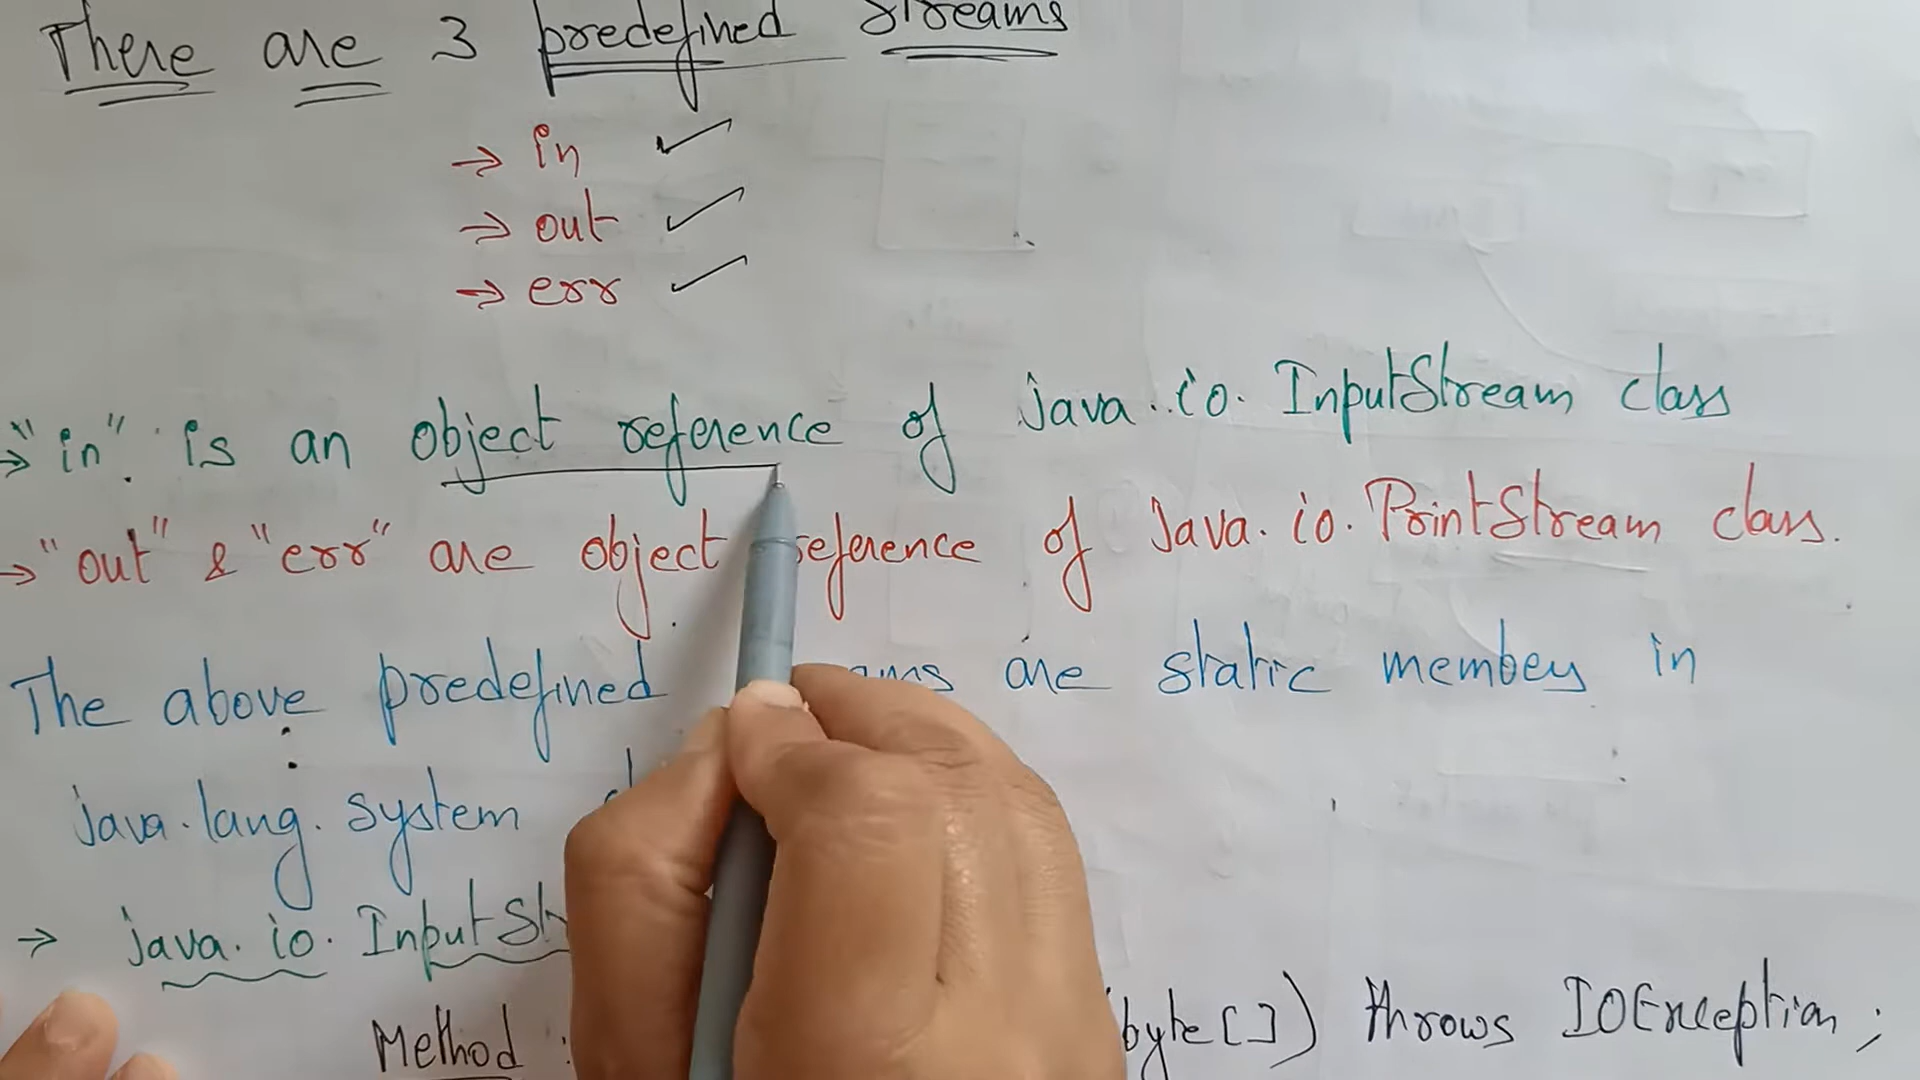 There are 3 predefined streams
→ in ✓
→ out ✓
→ err ✓
→ "in" is an object reference of java.io.InputStream class
→ "out" & "err" are object reference of Java.io.PrintStream class.
The above predefined are static members in
java.lang.system
→ java.io.InputStr
Method : byte[]) throws IOException;